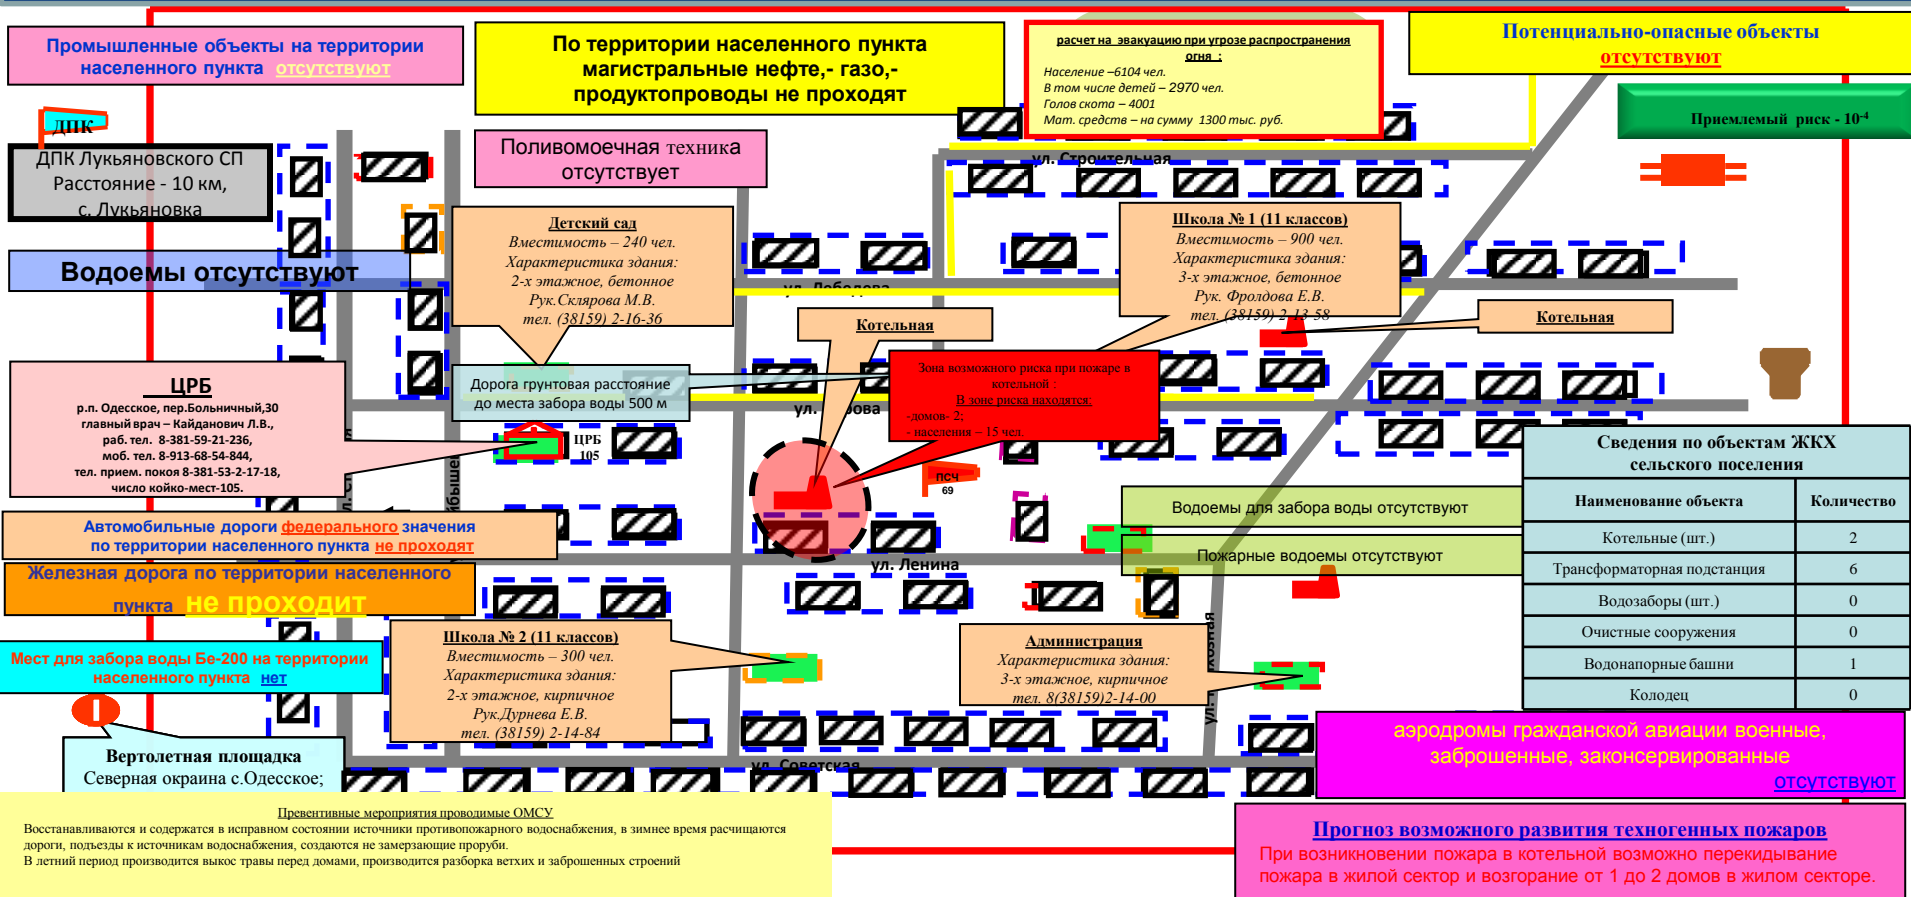 Промышленные объекты на территории
населенного пункта отсутствуют
По территории населенного пункта
магистральные нефте,- газо,-
продуктопроводы не проходят
расчет на эвакуацию при угрозе распространения
огня :
Население –6104 чел.
В том числе детей – 2970 чел.
Голов скота – 4001
Мат. средств – на сумму 1300 тыс. руб.
Потенциально-опасные объекты
отсутствуют
Приемлемый риск - 10-4
ДПК
ДПК Лукьяновского СП
Расстояние - 10 км,
с. Лукьяновка
Поливомоечная техника
отсутствует
ул. Строительная
Детский сад
Вместимость – 240 чел.
Характеристика здания:
2-х этажное, бетонное
Рук.Склярова М.В.
тел. (38159) 2-16-36
Школа № 1 (11 классов)
Вместимость – 900 чел.
Характеристика здания:
3-х этажное, бетонное
Рук. Фролдова Е.В.
тел. (38159) 2-13-58
Водоемы отсутствуют
ул.
Котельная
Котельная
ЦРБ
р.п. Одесское, пер.Больничный,30
главный врач – Кайданович Л.В.,
раб. тел. 8-381-59-21-236,
моб. тел. 8-913-68-54-844,
тел. прием. покоя 8-381-53-2-17-18,
число койко-мест-105.
Дорога грунтовая расстояние
до места забора воды 500 м
Зона возможного риска при пожаре в
котельной :
В зоне риска находятся:
-домов- 2;
- населения – 15 чел.
ул.
ЦРБ
105
ПСЧ
69
Водоемы для забора воды отсутствуют
Пожарные водоемы отсутствуют
Сведения по объектам ЖКХ
сельского поселения
Наименование объекта Количество
Котельные (шт.) 2
Трансформаторная подстанция 6
Водозаборы (шт.) 0
Очистные сооружения 0
Водонапорные башни 1
Колодец 0
Автомобильные дороги федерального значения
по территории населенного пункта не проходят
ул. Ленина
Железная дорога по территории населенного
пункта не проходит
Школа № 2 (11 классов)
Вместимость – 300 чел.
Характеристика здания:
2-х этажное, кирпичное
Рук.Дурнева Е.В.
тел. (38159) 2-14-84
Администрация
Характеристика здания:
3-х этажное, кирпичное
тел. 8(38159)2-14-00
Мест для забора воды Бе-200 на территории
населенного пункта нет
Вертолетная площадка
Северная окраина с.Одесское;
ул. Советская
аэродромы гражданской авиации военные,
заброшенные, законсервированные
отсутствуют
Превентивные мероприятия проводимые ОМСУ
Восстанавливаются и содержатся в исправном состоянии источники противопожарного водоснабжения, в зимнее время расчищаются
дороги, подъезды к источникам водоснабжения, создаются не замерзающие проруби.
В летний период производится выкос травы перед домами, производится разборка ветхих и заброшенных строений
Прогноз возможного развития техногенных пожаров
При возникновении пожара в котельной возможно перекидывание
пожара в жилой сектор и возгорание от 1 до 2 домов в жилом секторе.